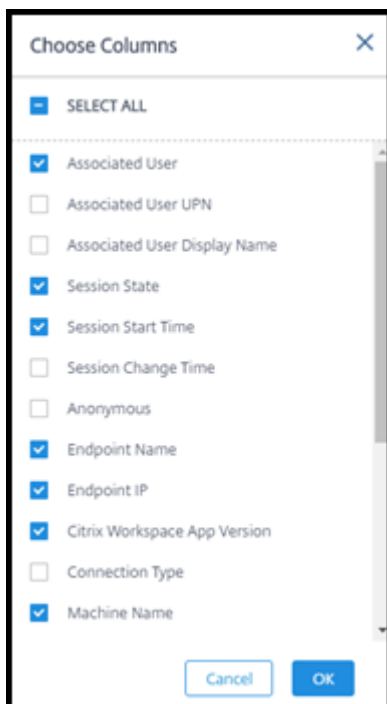 Choose Columns
SELECT ALL
Associated User
Associated User UPN
Associated User Display Name
Session State
Session Start Time
Session Change Time
Anonymous
Endpoint Name
Endpoint IP
Citrix Workspace App Version
Connection Type
Machine Name
Cancel
OK